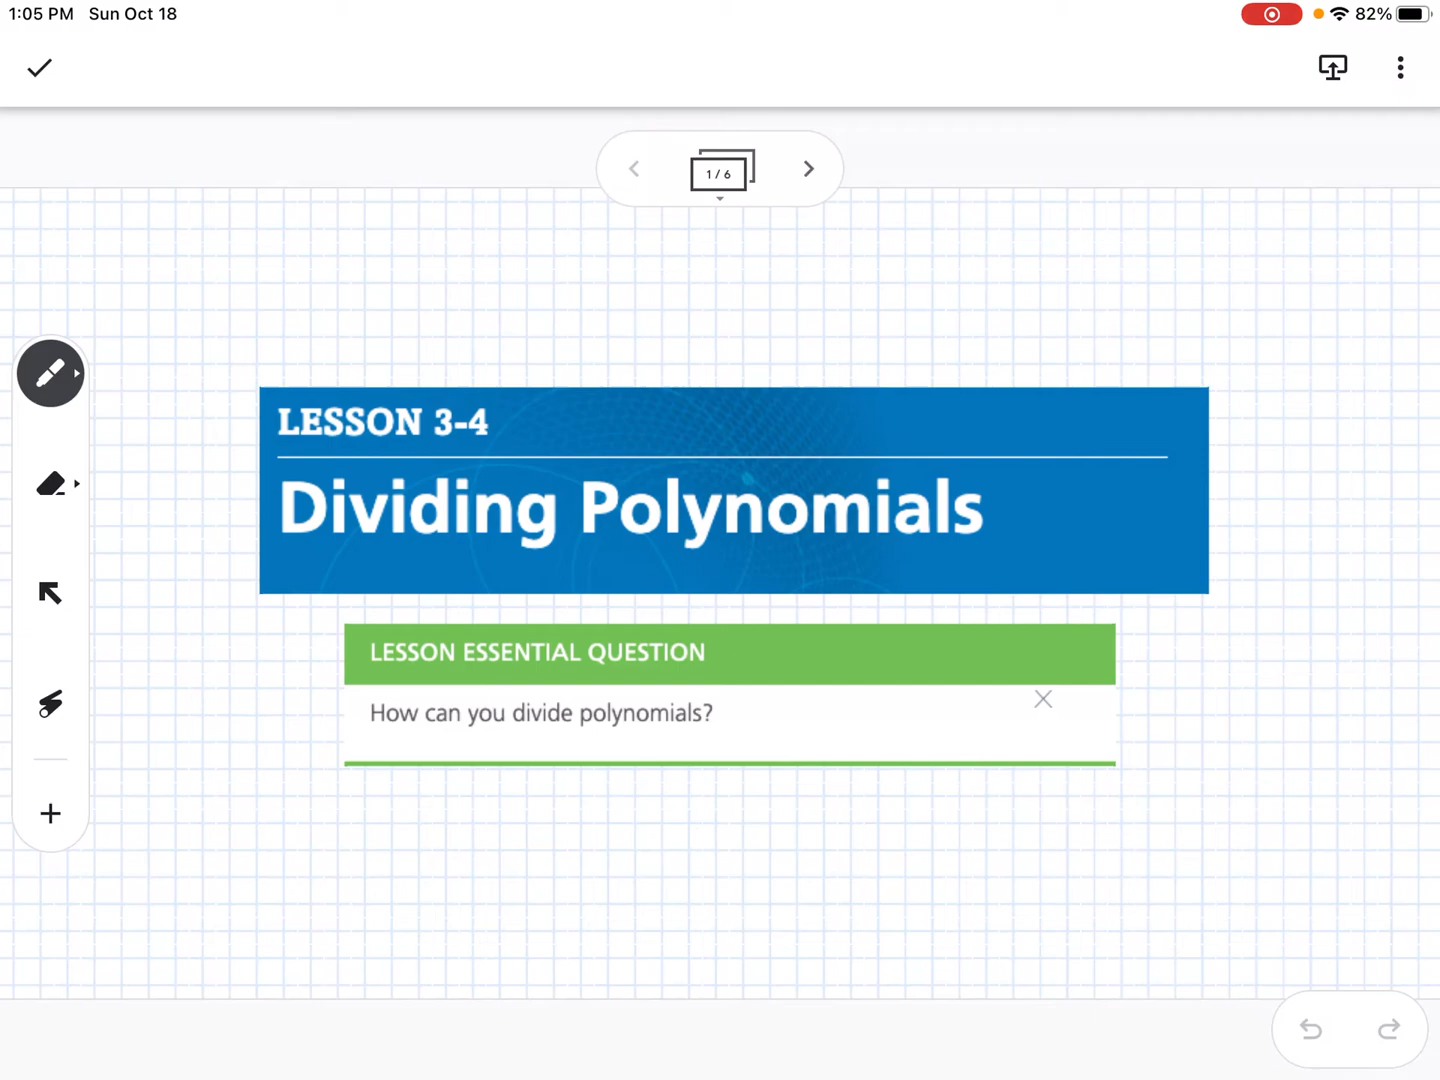 1:05 PM Sun Oct 18 82%
1 / 6
LESSON 3-4
Dividing Polynomials
LESSON ESSENTIAL QUESTION
How can you divide polynomials?